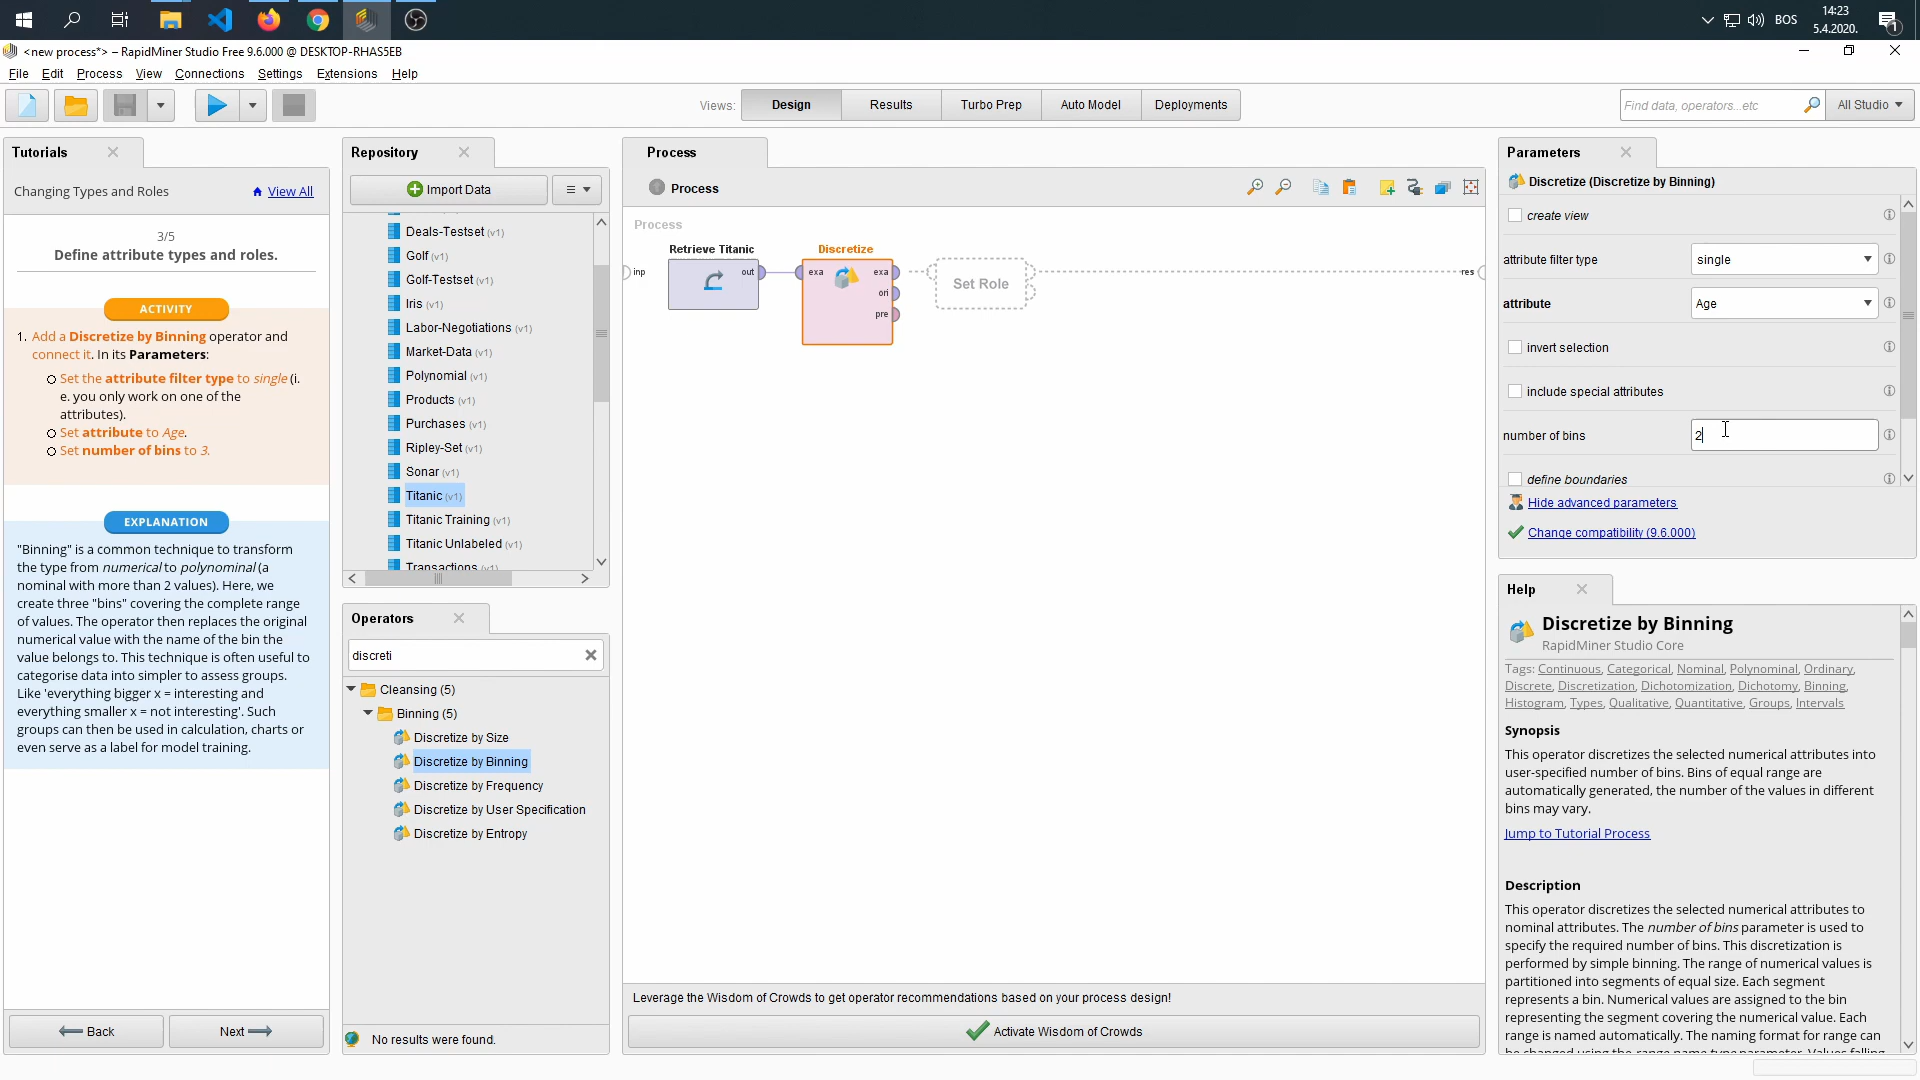 14:23
BOS
5.4.2020.
1
<new process*> – RapidMiner Studio Free 9.6.000 @ DESKTOP-RHAS5EB
File Edit Process View Connections Settings Extensions Help
Views: Design Results Turbo Prep Auto Model Deployments
Find data, operators...etc
All Studio
Tutorials
Changing Types and Roles
View All
3/5
Define attribute types and roles.
ACTIVITY
1. Add a Discretize by Binning operator and
connect it. In its Parameters:
Set the attribute filter type to single (i.
e. you only work on one of the
attributes).
Set attribute to Age.
Set number of bins to 3.
EXPLANATION
"Binning" is a common technique to transform
the type from numerical to polynominal (a
nominal with more than 2 values). Here, we
create three "bins" covering the complete range
of values. The operator then replaces the original
numerical value with the name of the bin the
value belongs to. This technique is often useful to
categorise data into simpler to assess groups.
Like 'everything bigger x = interesting and
everything smaller x = not interesting'. Such
groups can then be used in calculation, charts or
even serve as a label for model training.
Back
Next
Repository
Import Data
Deals-Testset (v1)
Golf (v1)
Golf-Testset (v1)
Iris (v1)
Labor-Negotiations (v1)
Market-Data (v1)
Polynomial (v1)
Products (v1)
Purchases (v1)
Ripley-Set (v1)
Sonar (v1)
Titanic (v1)
Titanic Training (v1)
Titanic Unlabeled (v1)
Transactions (v1)
Operators
discreti
Cleansing (5)
Binning (5)
Discretize by Size
Discretize by Binning
Discretize by Frequency
Discretize by User Specification
Discretize by Entropy
No results were found.
Process
Process
Process
Retrieve Titanic
Discretize
inp
out
exa
exa
ori
pre
Set Role
res
Leverage the Wisdom of Crowds to get operator recommendations based on your process design!
Activate Wisdom of Crowds
Parameters
Discretize (Discretize by Binning)
create view
attribute filter type
single
attribute
Age
invert selection
include special attributes
number of bins
2
define boundaries
Hide advanced parameters
Change compatibility (9.6.000)
Help
Discretize by Binning
RapidMiner Studio Core
Tags: Continuous, Categorical, Nominal, Polynomial, Ordinary,
Discrete, Discretization, Dichotomization, Dichotomy, Binning,
Histogram, Types, Qualitative, Quantitative, Groups, Intervals
Synopsis
This operator discretizes the selected numerical attributes into
user-specified number of bins. Bins of equal range are
automatically generated, the number of the values in different
bins may vary.
Jump to Tutorial Process
Description
This operator discretizes the selected numerical attributes to
nominal attributes. The number of bins parameter is used to
specify the required number of bins. This discretization is
performed by simple binning. The range of numerical values is
partitioned into segments of equal size. Each segment
represents a bin. Numerical values are assigned to the bin
representing the segment covering the numerical value. Each
range is named automatically. The naming format for range can
be changed using the range name type parameter. Values falling